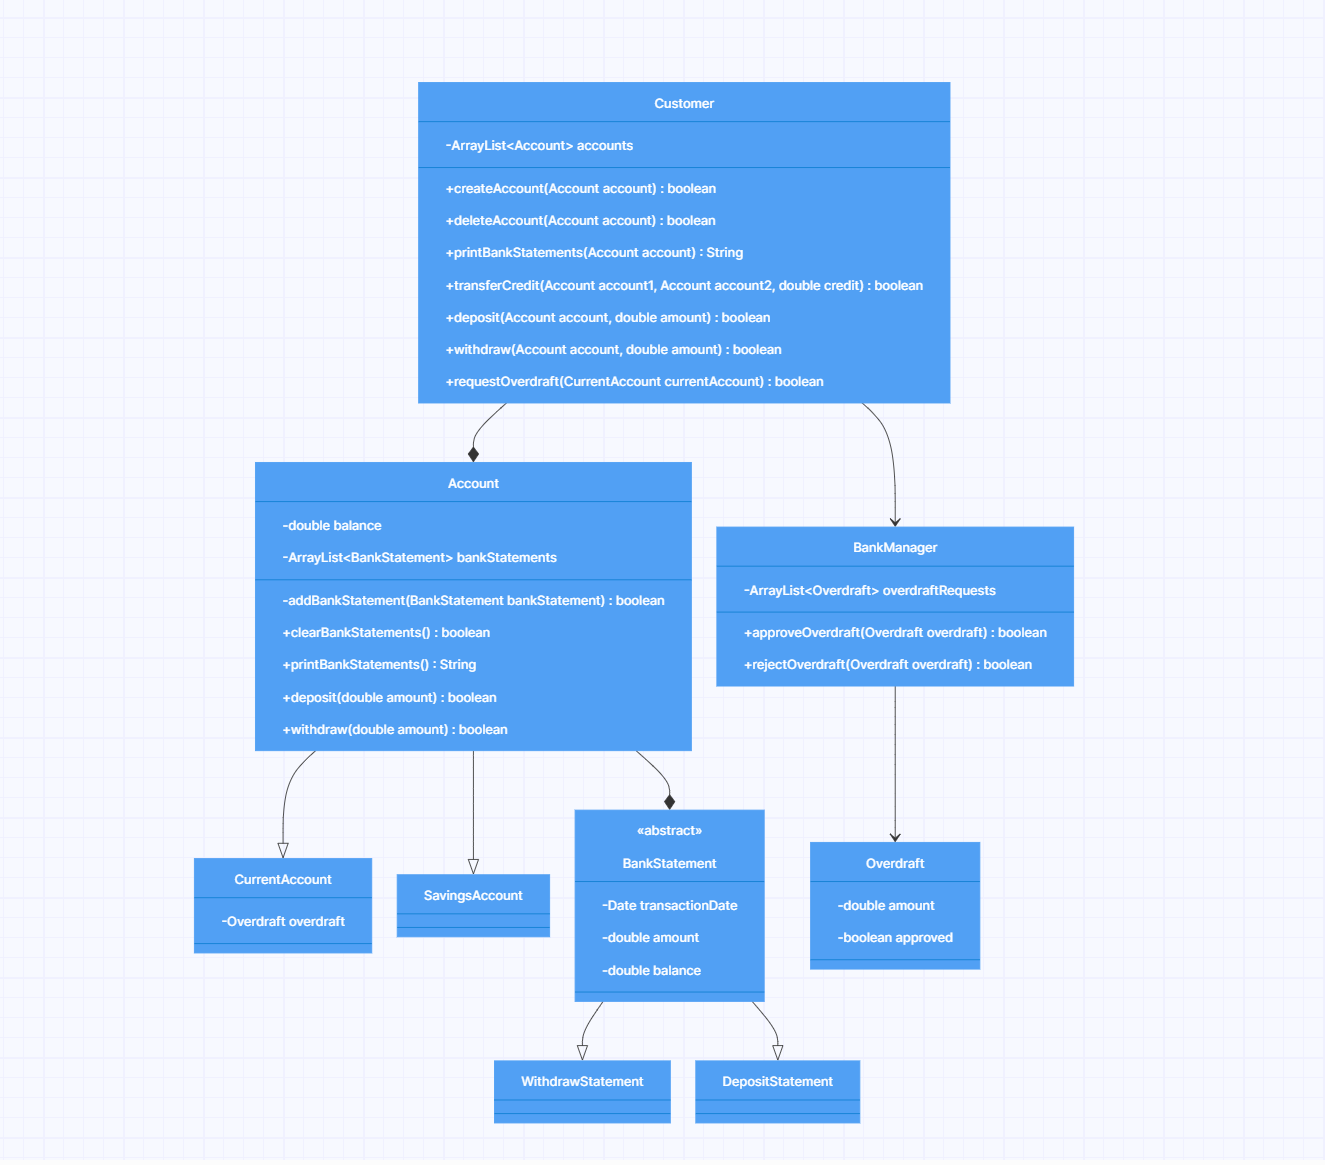 Customer
-ArrayList<Account> accounts
+createAccount(Account account) : boolean
+deleteAccount(Account account) : boolean
+printBankStatements(Account account) : String
+transferCredit(Account account1, Account account2, double credit) : boolean
+deposit(Account account, double amount) : boolean
+withdraw(Account account, double amount) : boolean
+requestOverdraft(CurrentAccount currentAccount) : boolean
Account
-double balance
-ArrayList<BankStatement> bankStatements
-addBankStatement(BankStatement bankStatement) : boolean
+clearBankStatements() : boolean
+printBankStatements() : String
+deposit(double amount) : boolean
+withdraw(double amount) : boolean
BankManager
-ArrayList<Overdraft> overdraftRequests
+approveOverdraft(Overdraft overdraft) : boolean
+rejectOverdraft(Overdraft overdraft) : boolean
CurrentAccount
-Overdraft overdraft
SavingsAccount
«abstract»
BankStatement
-Date transactionDate
-double amount
-double balance
Overdraft
-double amount
-boolean approved
WithdrawStatement
DepositStatement